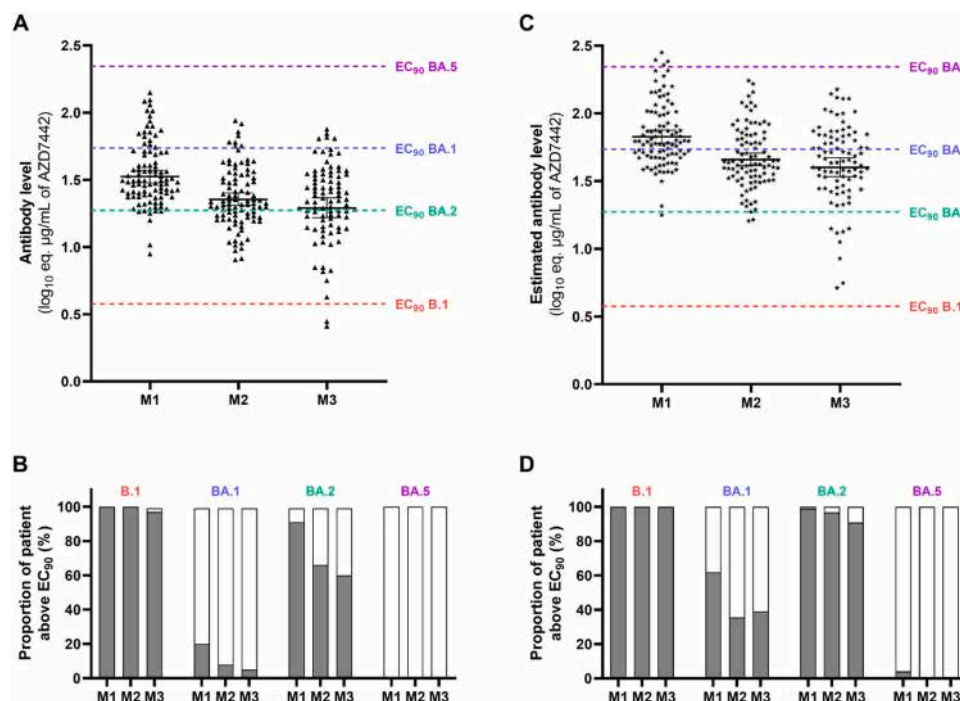 A
Antibody level
(log10 eq. µg/mL of AZD7442)
2.5
2.0
1.5
1.0
0.5
0.0
EC90 BA.5
EC90 BA.1
EC90 BA.2
EC90 B.1
M1 M2 M3
C
Estimated antibody level
(log10 eq. µg/mL of AZD7442)
2.5
2.0
1.5
1.0
0.5
0.0
EC90 BA
EC90 BA
EC90 BA
EC90 B.1
M1 M2 M3
B
Proportion of patient
above EC90 (%)
100
80
60
40
20
0
B.1 BA.1 BA.2 BA.5
M1 M2 M3 M1 M2 M3 M1 M2 M3 M1 M2 M3
D
Proportion of patient
above EC90 (%)
100
80
60
40
20
0
B.1 BA.1 BA.2 BA.5
M1 M2 M3 M1 M2 M3 M1 M2 M3 M1 M2 M3